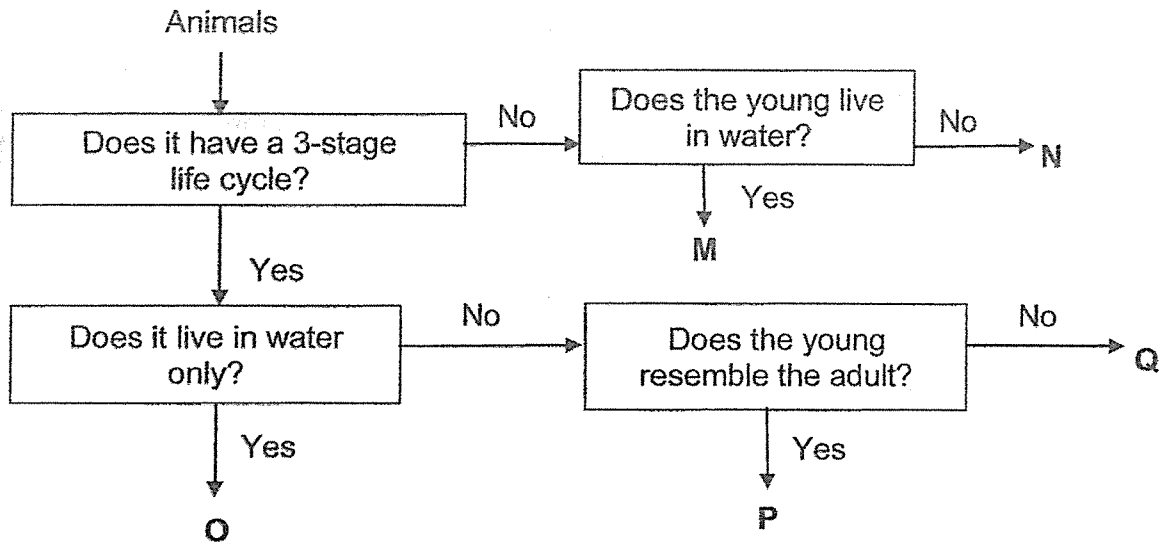 Animals
Does it have a 3-stage
life cycle?
No
Does the young live
in water?
No
N
Yes
M
Yes
Does it live in water
only?
No
Does the young
resemble the adult?
No
Q
Yes
O
Yes
P